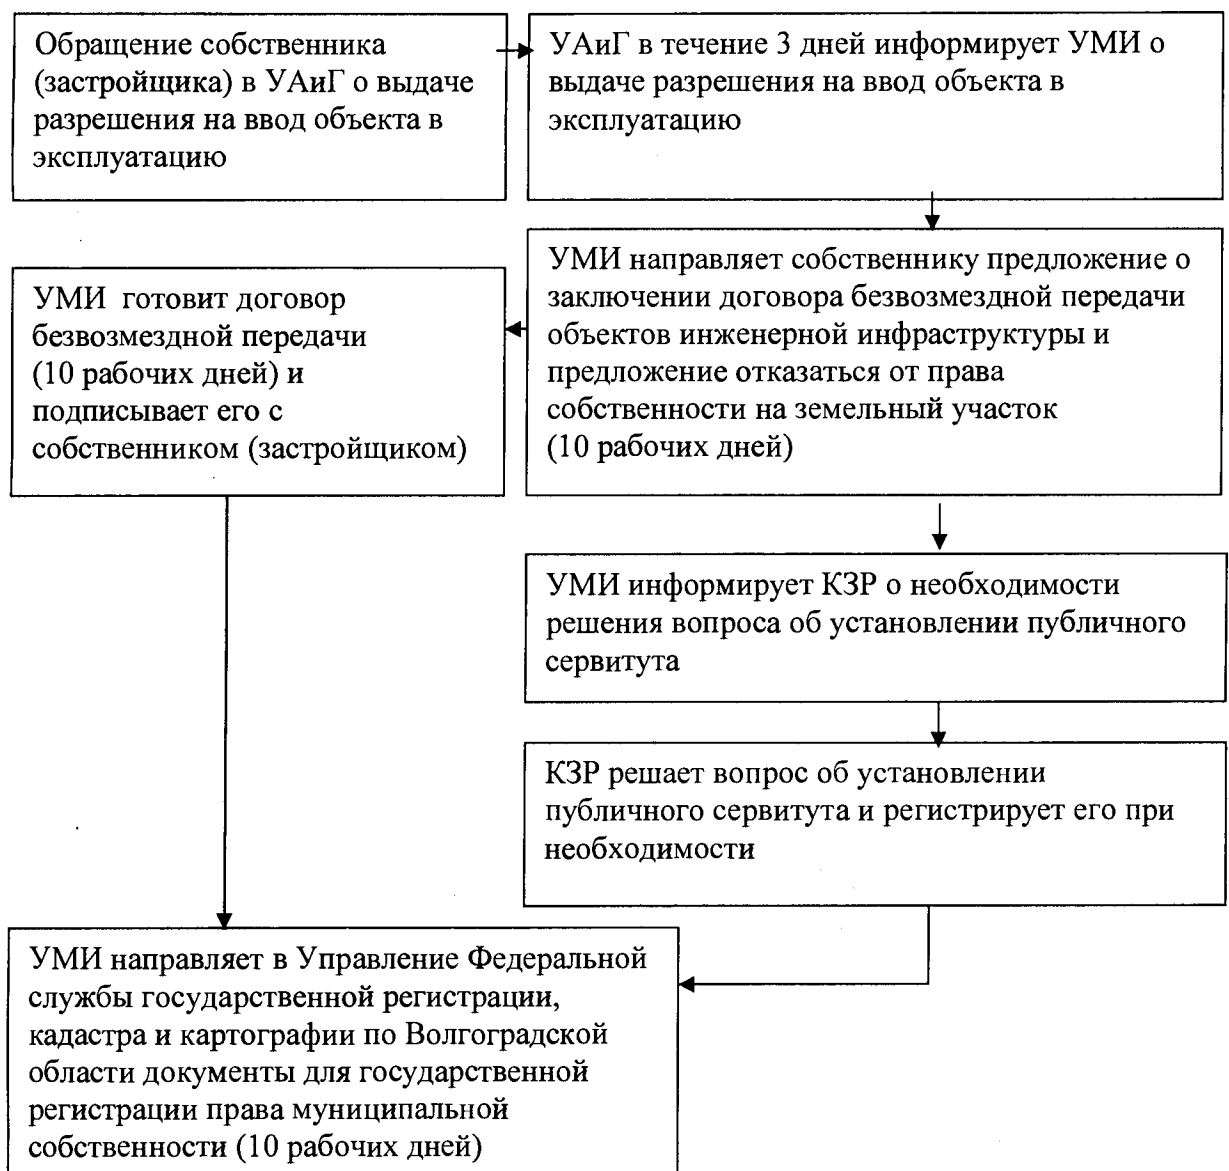 Обращение собственника
(застройщика) в УАиГ о выдаче
разрешения на ввод объекта в
эксплуатацию
УАиГ в течение 3 дней информирует УМИ о
выдаче разрешения на ввод объекта в
эксплуатацию
УМИ направляет собственнику предложение о
заключении договора безвозмездной передачи
объектов инженерной инфраструктуры и
предложение отказаться от права
собственности на земельный участок
(10 рабочих дней)
УМИ готовит договор
безвозмездной передачи
(10 рабочих дней) и
подписывает его с
собственником (застройщиком)
УМИ информирует КЗР о необходимости
решения вопроса об установлении публичного
сервитута
КЗР решает вопрос об установлении
публичного сервитута и регистрирует его при
необходимости
УМИ направляет в Управление Федеральной
службы государственной регистрации,
кадастра и картографии по Волгоградской
области документы для государственной
регистрации права муниципальной
собственности (10 рабочих дней)